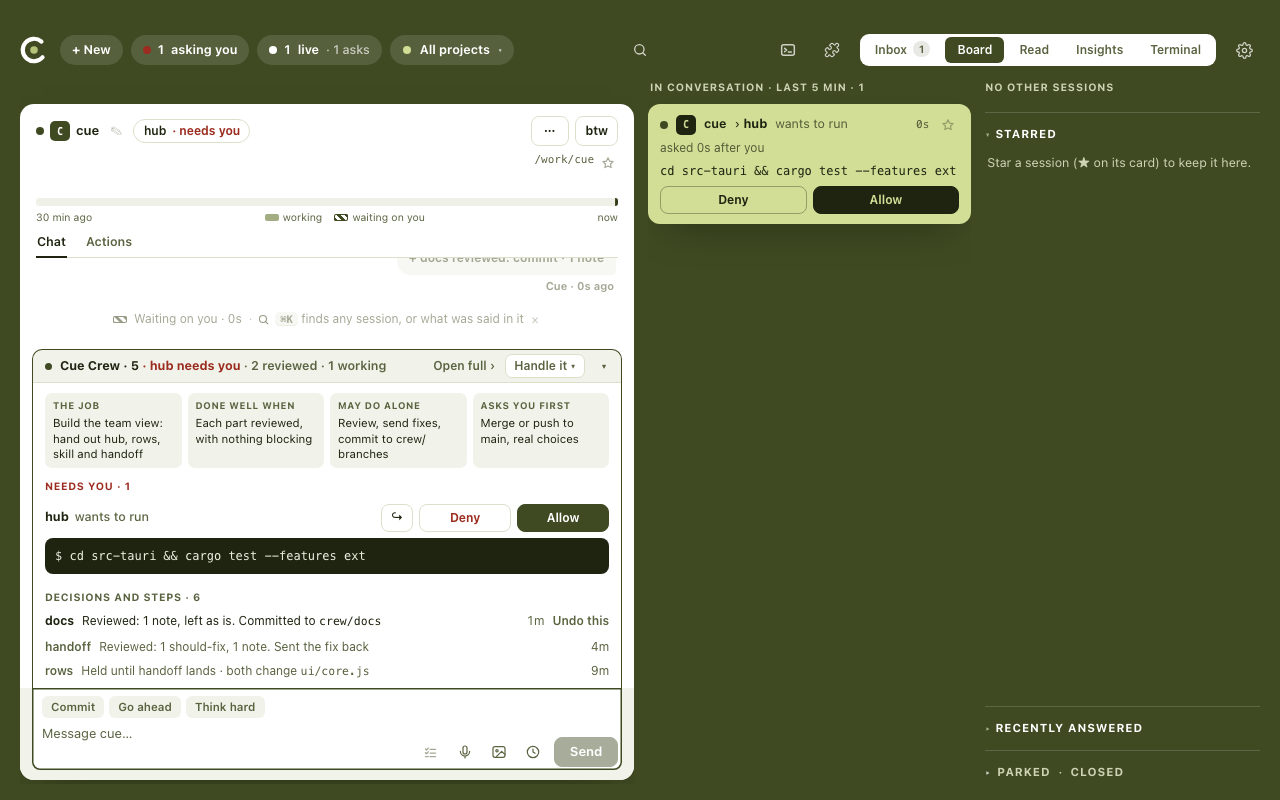 + New
1 asking you
1 live · 1 asks
All projects ·
Inbox 1
Board
Read
Insights
Terminal
C cue
hub · needs you
···
btw
/work/cue
30 min ago
working
waiting on you
now
Chat
Actions
+ docs reviewed: commit · 1 note
Cue · 0s ago
Waiting on you · 0s · ⌘K finds any session, or what was said in it ×
Cue Crew · 5 · hub needs you · 2 reviewed · 1 working
Open full ›
Handle it ▾
▾
THE JOB
Build the team view:
hand out hub, rows,
skill and handoff
DONE WELL WHEN
Each part reviewed,
with nothing blocking
MAY DO ALONE
Review, send fixes,
commit to crew/
branches
ASKS YOU FIRST
Merge or push to
main, real choices
NEEDS YOU · 1
hub wants to run
↪
Deny
Allow
$ cd src-tauri && cargo test --features ext
DECISIONS AND STEPS · 6
docs Reviewed: 1 note, left as is. Committed to crew/docs 1m Undo this
handoff Reviewed: 1 should-fix, 1 note. Sent the fix back 4m
rows Held until handoff lands · both change ui/core.js 9m
Commit
Go ahead
Think hard
Message cue...
Send
IN CONVERSATION · LAST 5 MIN · 1
C cue › hub wants to run 0s
asked 0s after you
cd src-tauri && cargo test --features ext
Deny
Allow
NO OTHER SESSIONS
STARRED
Star a session (★ on its card) to keep it here.
RECENTLY ANSWERED
PARKED · CLOSED